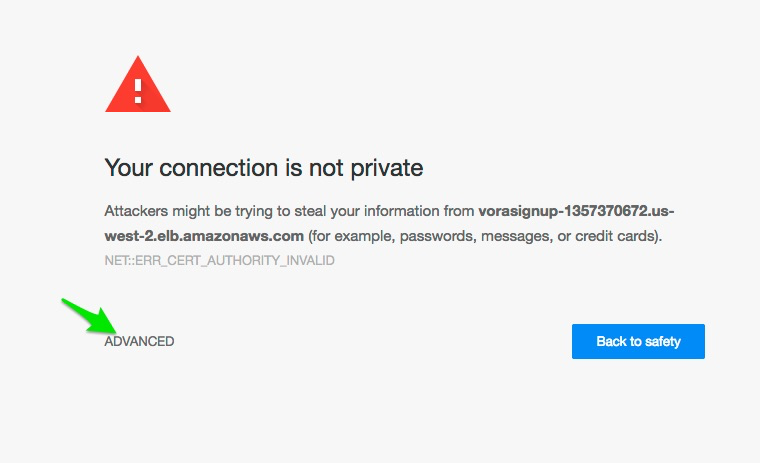 Your connection is not private
Attackers might be trying to steal your information from vorasignup-1357370672.us-
west-2.elb.amazonaws.com (for example, passwords, messages, or credit cards).
NET::ERR_CERT_AUTHORITY_INVALID
ADVANCED
Back to safety